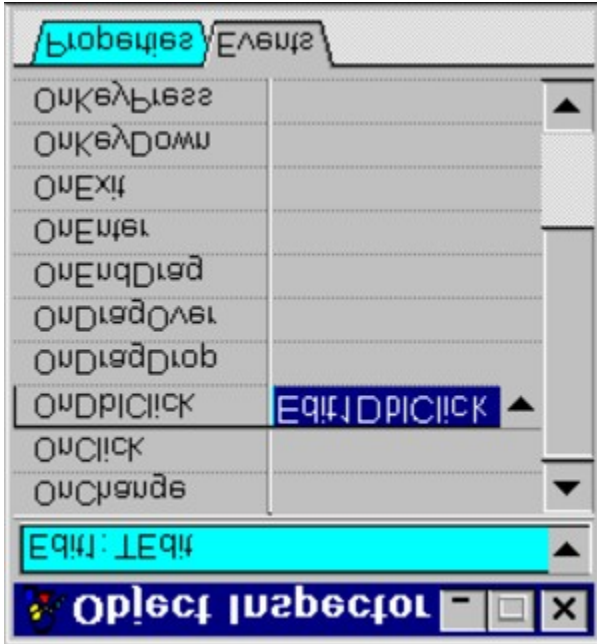 Object Inspector
Edit1: TEdit
OnChange
OnClick
OnDblClick Edit1DblClick
OnDragDrop
OnDragOver
OnEndDrag
OnEnter
OnExit
OnKeyDown
OnKeyPress
Properties Events